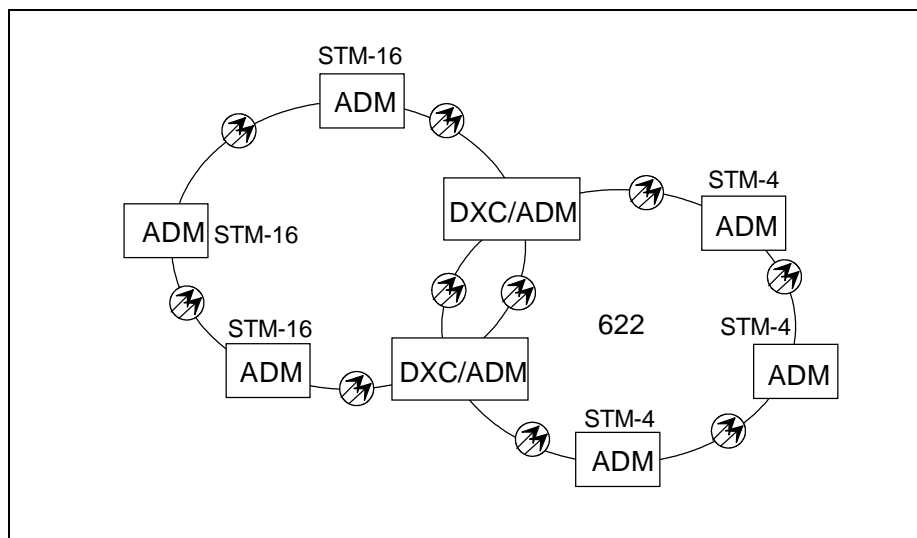 STM-16
ADM
STM-4
DXC/ADM
ADM
ADM STM-16
622
STM-4
STM-16
ADM
DXC/ADM
ADM
STM-4
ADM